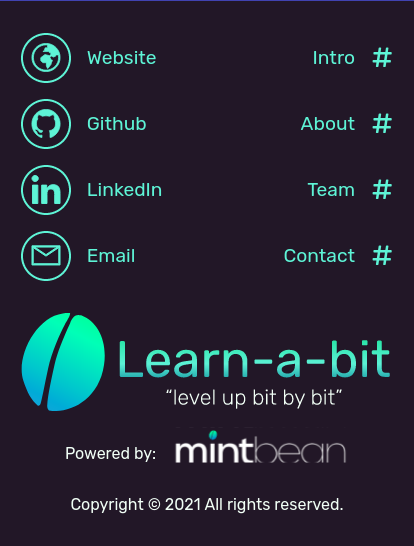 Website Intro #
Github About #
in LinkedIn Team #
Email Contact #
Learn-a-bit
“level up bit by bit”
Powered by: mintbean
Copyright © 2021 All rights reserved.